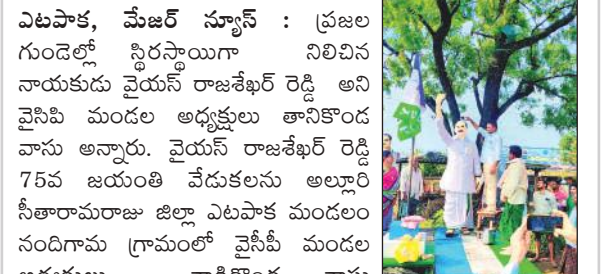 ఎటపాక, మేజర్ న్యూస్ : ప్రజల
గుండెల్లో స్థిరస్థాయిగా నిలిచిన
నాయకుడు వైయస్ రాజశేఖర్ రెడ్డి అని
వైసిపి మండల అధ్యక్షులు తానికొండ
వాసు అన్నారు. వైయస్ రాజశేఖర్ రెడ్డి
75వ జయంతి వేడుకలను అల్లూరి
సీతారామరాజు జిల్లా ఎటపాక మండలం
నందిగామ గ్రామంలో వైసీపీ మండల